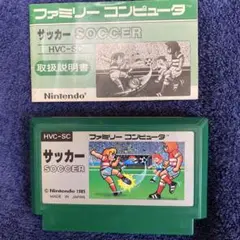 ファミリー コンピュータ
サッカー SOCCER
HVC-SC
取扱説明書
Nintendo
HVC-SC ファミリー コンピュータ
サッカー
SOCCER
© Nintendo 1985
MADE IN JAPAN